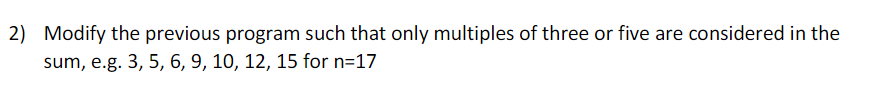 2) Modify the previous program such that only multiples of three or five are considered in the
sum, e.g. 3, 5, 6, 9, 10, 12, 15 for n=17